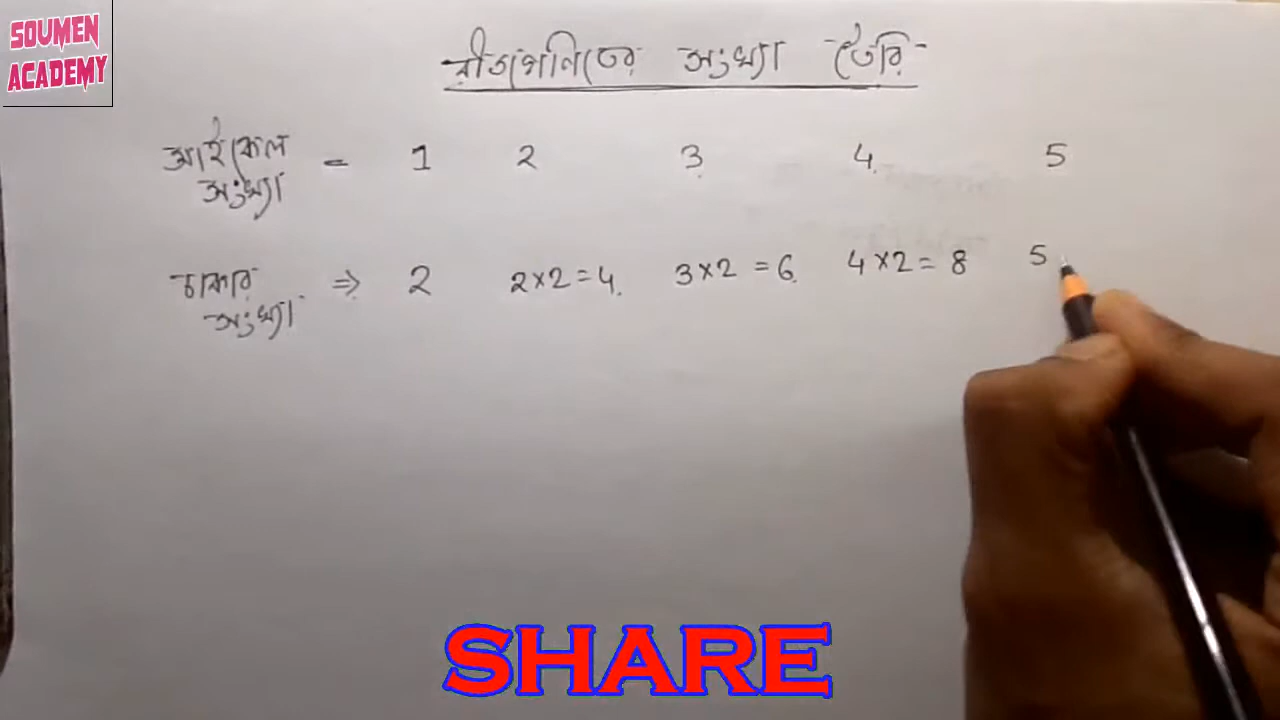 SOUMEN
ACADEMY
বীজগণিতের সংখ্যা তৈরি
সাইকেল সংখ্যা = 1 2 3 4 5
চাকার সংখ্যা ⇒ 2 2×2=4 3×2=6 4×2=8 5
SHARE